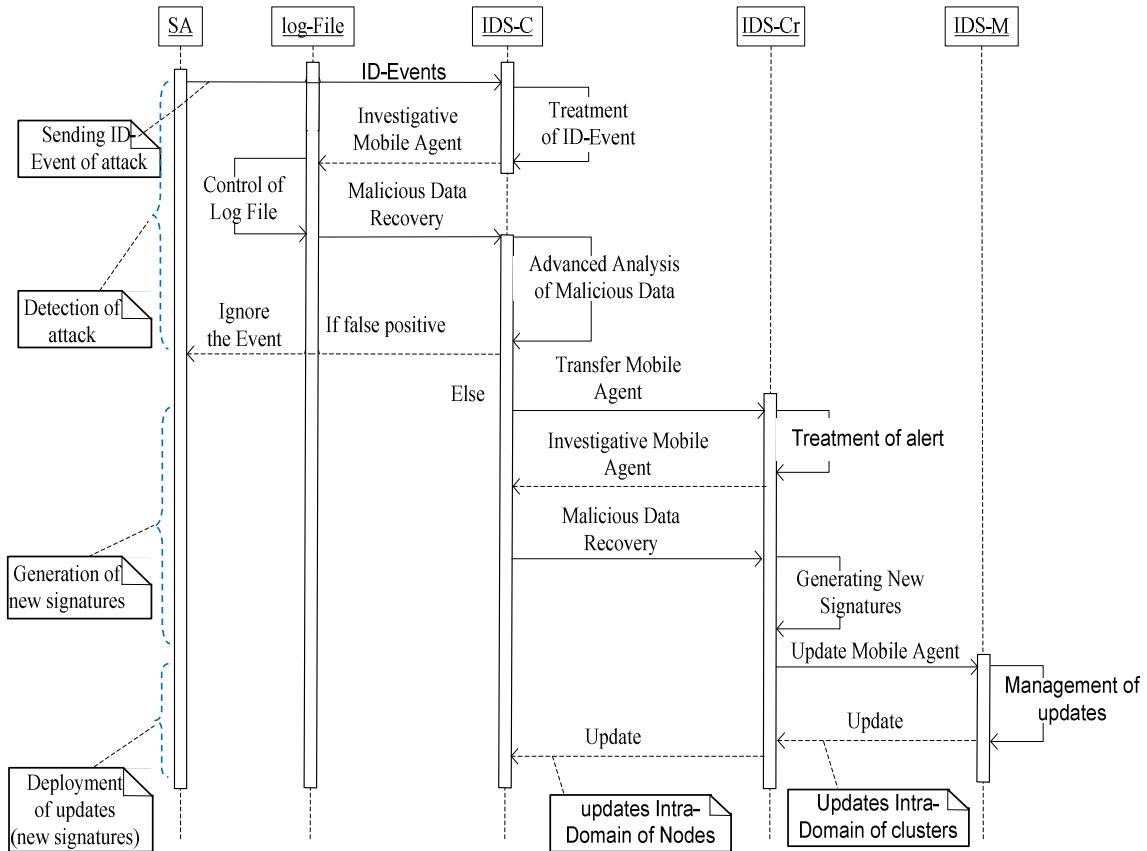 SA
log-File
IDS-C
IDS-Cr
IDS-M
ID-Events
Treatment
of ID-Event
Investigative
Mobile Agent
Sending ID-
Event of attack
Control of
Log File
Malicious Data
Recovery
Advanced Analysis
of Malicious Data
Detection of
attack
Ignore
the Event
If false positive
Else
Transfer Mobile
Agent
Treatment of alert
Investigative Mobile
Agent
Malicious Data
Recovery
Generation of
new signatures
Generating New
Signatures
Update Mobile Agent
Management of
updates
Update
Update
Deployment
of updates
(new signatures)
updates Intra-
Domain of Nodes
Updates Intra-
Domain of clusters